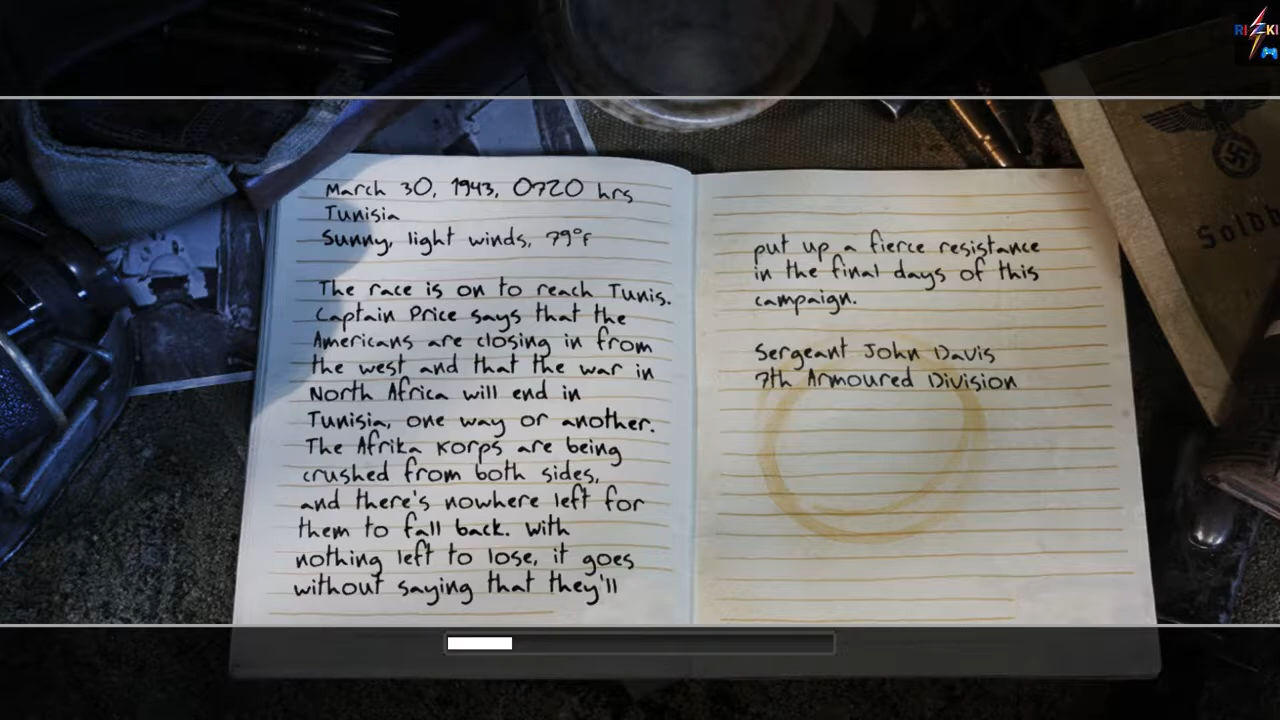 RIZKI
March 30, 1943, 0720 hrs
Tunisia
Sunny, light winds, 79°F
The race is on to reach Tunis.
Captain Price says that the
Americans are closing in from
the west and that the war in
North Africa will end in
Tunisia, one way or another.
The Afrika Korps are being
crushed from both sides,
and there's nowhere left for
them to fall back. With
nothing left to lose, it goes
without saying that they'll
put up a fierce resistance
in the final days of this
campaign.
Sergeant John Davis
7th Armoured Division